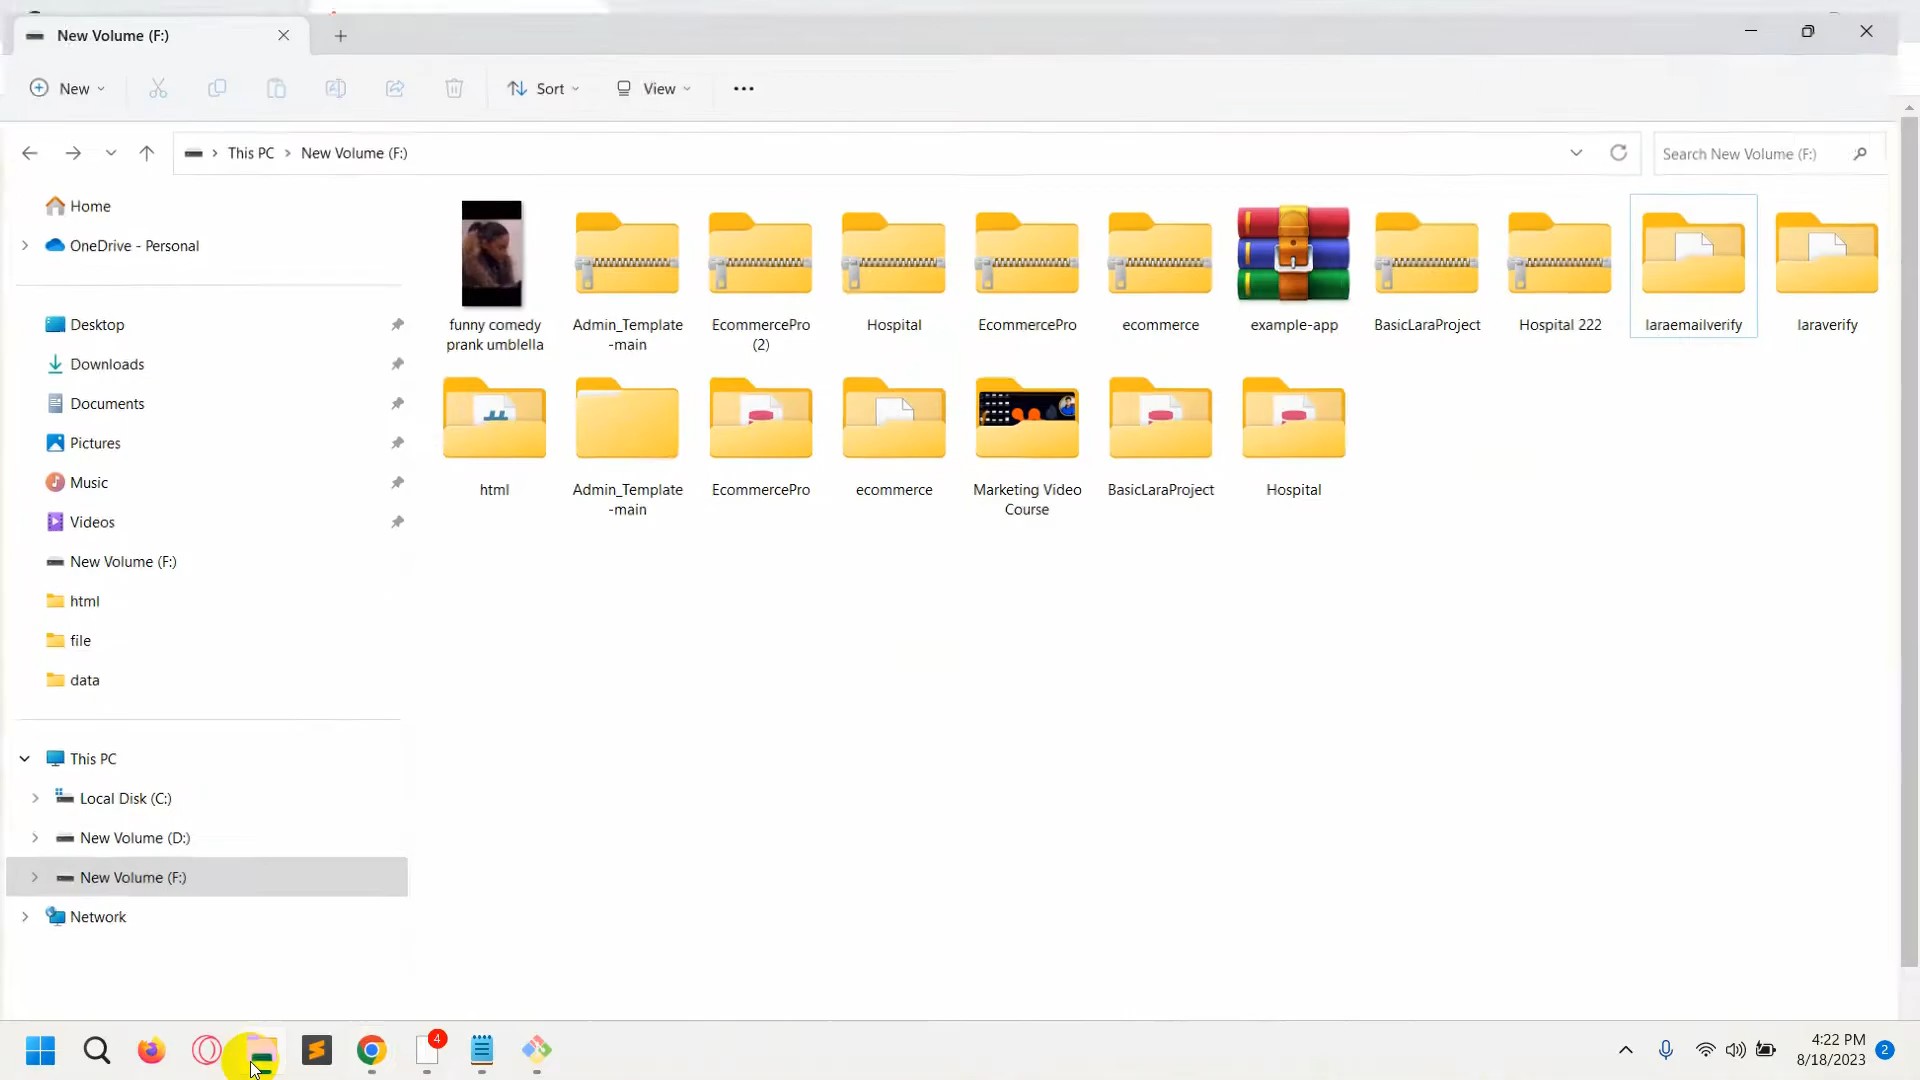 New Volume (F:)
New
Sort
View
This PC
New Volume (F:)
Search New Volume (F:)
Home
OneDrive - Personal
Desktop
Downloads
Documents
Pictures
Music
Videos
New Volume (F:)
html
file
data
This PC
Local Disk (C:)
New Volume (D:)
New Volume (F:)
Network
funny comedy
prank umblella
Admin_Template
-main
EcommercePro
(2)
Hospital
EcommercePro
ecommerce
example-app
BasicLaraProject
Hospital 222
laraemailverify
laraverify
html
Admin_Template
-main
EcommercePro
ecommerce
Marketing Video
Course
BasicLaraProject
Hospital
4
4:22 PM
8/18/2023
2